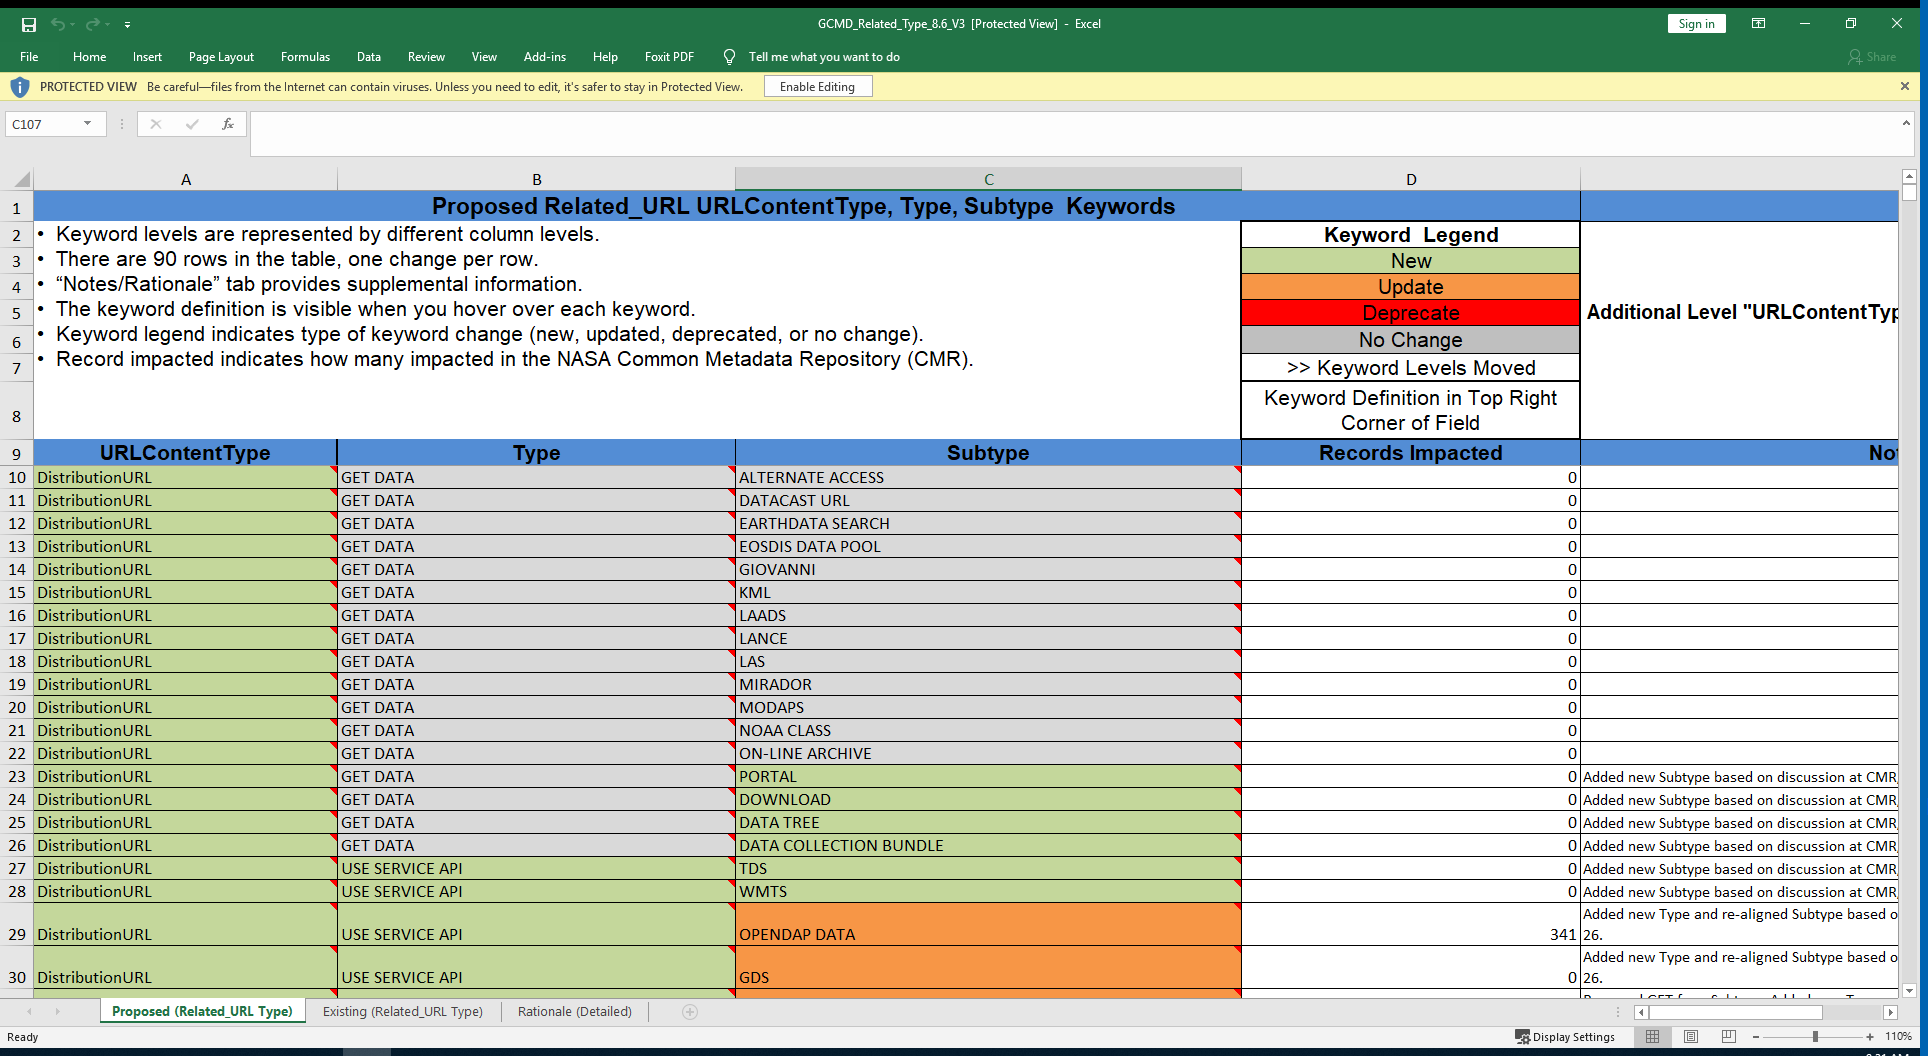 GCMD_Related_Type_8.6_V3 [Protected View] - Excel
Sign in
File Home Insert Page Layout Formulas Data Review View Add-ins Help Foxit PDF Tell me what you want to do Share
PROTECTED VIEW Be careful—files from the Internet can contain viruses. Unless you need to edit, it's safer to stay in Protected View. Enable Editing
C107 fx
A B C D
1 Proposed Related_URL URLContentType, Type, Subtype Keywords
2 • Keyword levels are represented by different column levels. Keyword Legend
3 • There are 90 rows in the table, one change per row. New
4 • “Notes/Rationale” tab provides supplemental information. Update
5 • The keyword definition is visible when you hover over each keyword. Deprecate Additional Level "URLContentTyp
6 • Keyword legend indicates type of keyword change (new, updated, deprecated, or no change). No Change
7 • Record impacted indicates how many impacted in the NASA Common Metadata Repository (CMR). >> Keyword Levels Moved
8 Keyword Definition in Top Right
Corner of Field
9 URLContentType Type Subtype Records Impacted Not
10 DistributionURL GET DATA ALTERNATE ACCESS 0
11 DistributionURL GET DATA DATACAST URL 0
12 DistributionURL GET DATA EARTHDATA SEARCH 0
13 DistributionURL GET DATA EOSDIS DATA POOL 0
14 DistributionURL GET DATA GIOVANNI 0
15 DistributionURL GET DATA KML 0
16 DistributionURL GET DATA LAADS 0
17 DistributionURL GET DATA LANCE 0
18 DistributionURL GET DATA LAS 0
19 DistributionURL GET DATA MIRADOR 0
20 DistributionURL GET DATA MODAPS 0
21 DistributionURL GET DATA NOAA CLASS 0
22 DistributionURL GET DATA ON-LINE ARCHIVE 0
23 DistributionURL GET DATA PORTAL 0 Added new Subtype based on discussion at CMR,
24 DistributionURL GET DATA DOWNLOAD 0 Added new Subtype based on discussion at CMR,
25 DistributionURL GET DATA DATA TREE 0 Added new Subtype based on discussion at CMR,
26 DistributionURL GET DATA DATA COLLECTION BUNDLE 0 Added new Subtype based on discussion at CMR,
27 DistributionURL USE SERVICE API TDS 0 Added new Subtype based on discussion at CMR,
28 DistributionURL USE SERVICE API WMTS 0 Added new Subtype based on discussion at CMR,
Added new Type and re-aligned Subtype based o
29 DistributionURL USE SERVICE API OPENDAP DATA 341 26.
Added new Type and re-aligned Subtype based o
30 DistributionURL USE SERVICE API GDS 0 26.
Proposed (Related_URL Type) Existing (Related_URL Type) Rationale (Detailed)
Ready Display Settings 110%